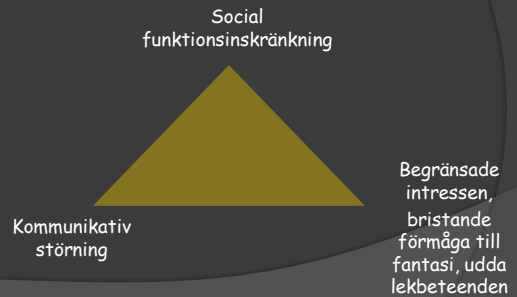 Social
funktionsinskränkning
Kommunikativ
störning
Begränsade
intressen,
bristande
förmåga till
fantasi, udda
lekbeteenden